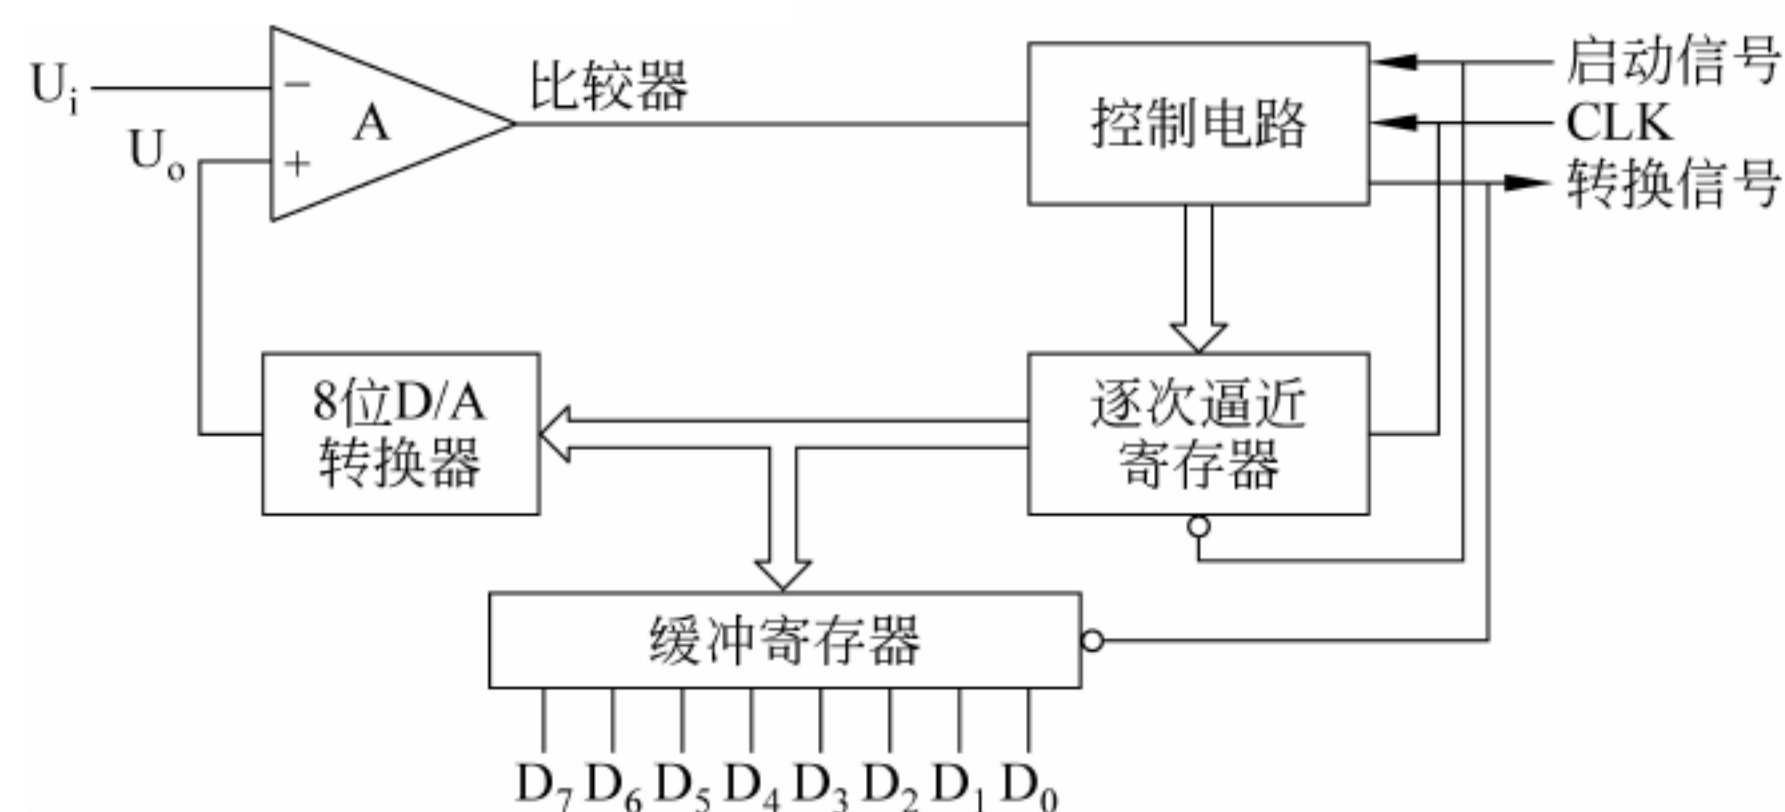 启动信号
比较器
Uᵢ
−
A
控制电路
CLK
Uₒ
+
转换信号
8位D/A
转换器
逐次逼近
寄存器
缓冲寄存器
D₇ D₆ D₅ D₄ D₃ D₂ D₁ D₀